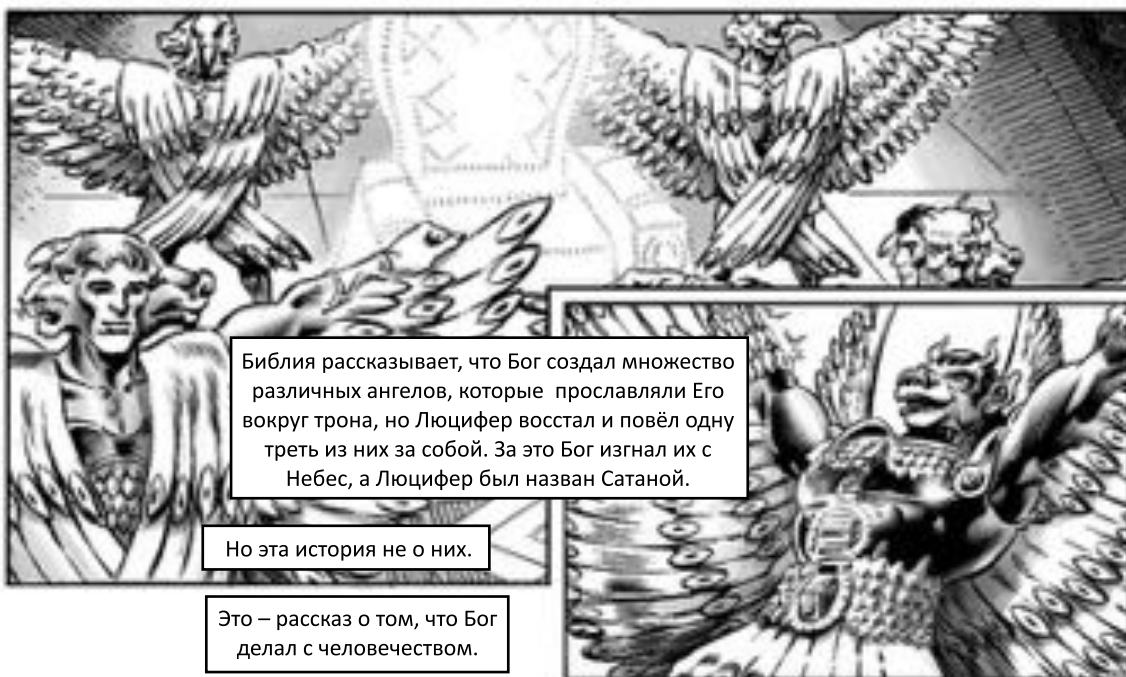 Библия рассказывает, что Бог создал множество
различных ангелов, которые  прославляли Его
вокруг трона, но Люцифер восстал и повёл одну
треть из них за собой. За это Бог изгнал их с
Небес, а Люцифер был назван Сатаной.
Но эта история не о них.
Это – рассказ о том, что Бог
делал с человечеством.